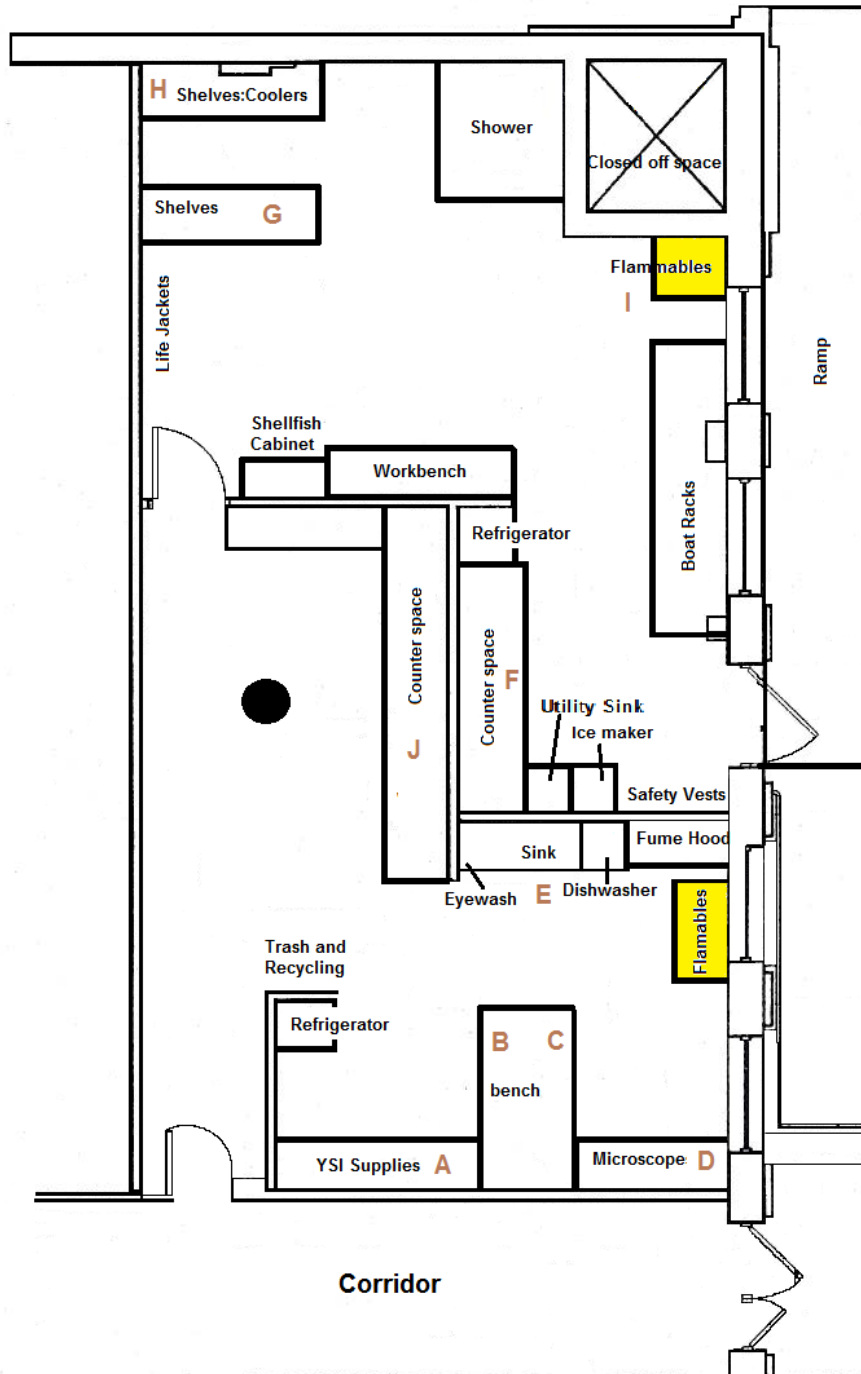 H
Shelves:Coolers
Shower
Closed off space
Shelves
G
Flammables
I
Life Jackets
Ramp
Shellfish
Cabinet
Workbench
Refrigerator
Boat Racks
Counter space
J
Counter space
F
Utility Sink
Ice maker
Safety Vests
Sink
Fume Hood
Eyewash
E
Dishwasher
Flamables
Trash and
Recycling
Refrigerator
B
C
bench
YSI Supplies
A
Microscope
D
Corridor